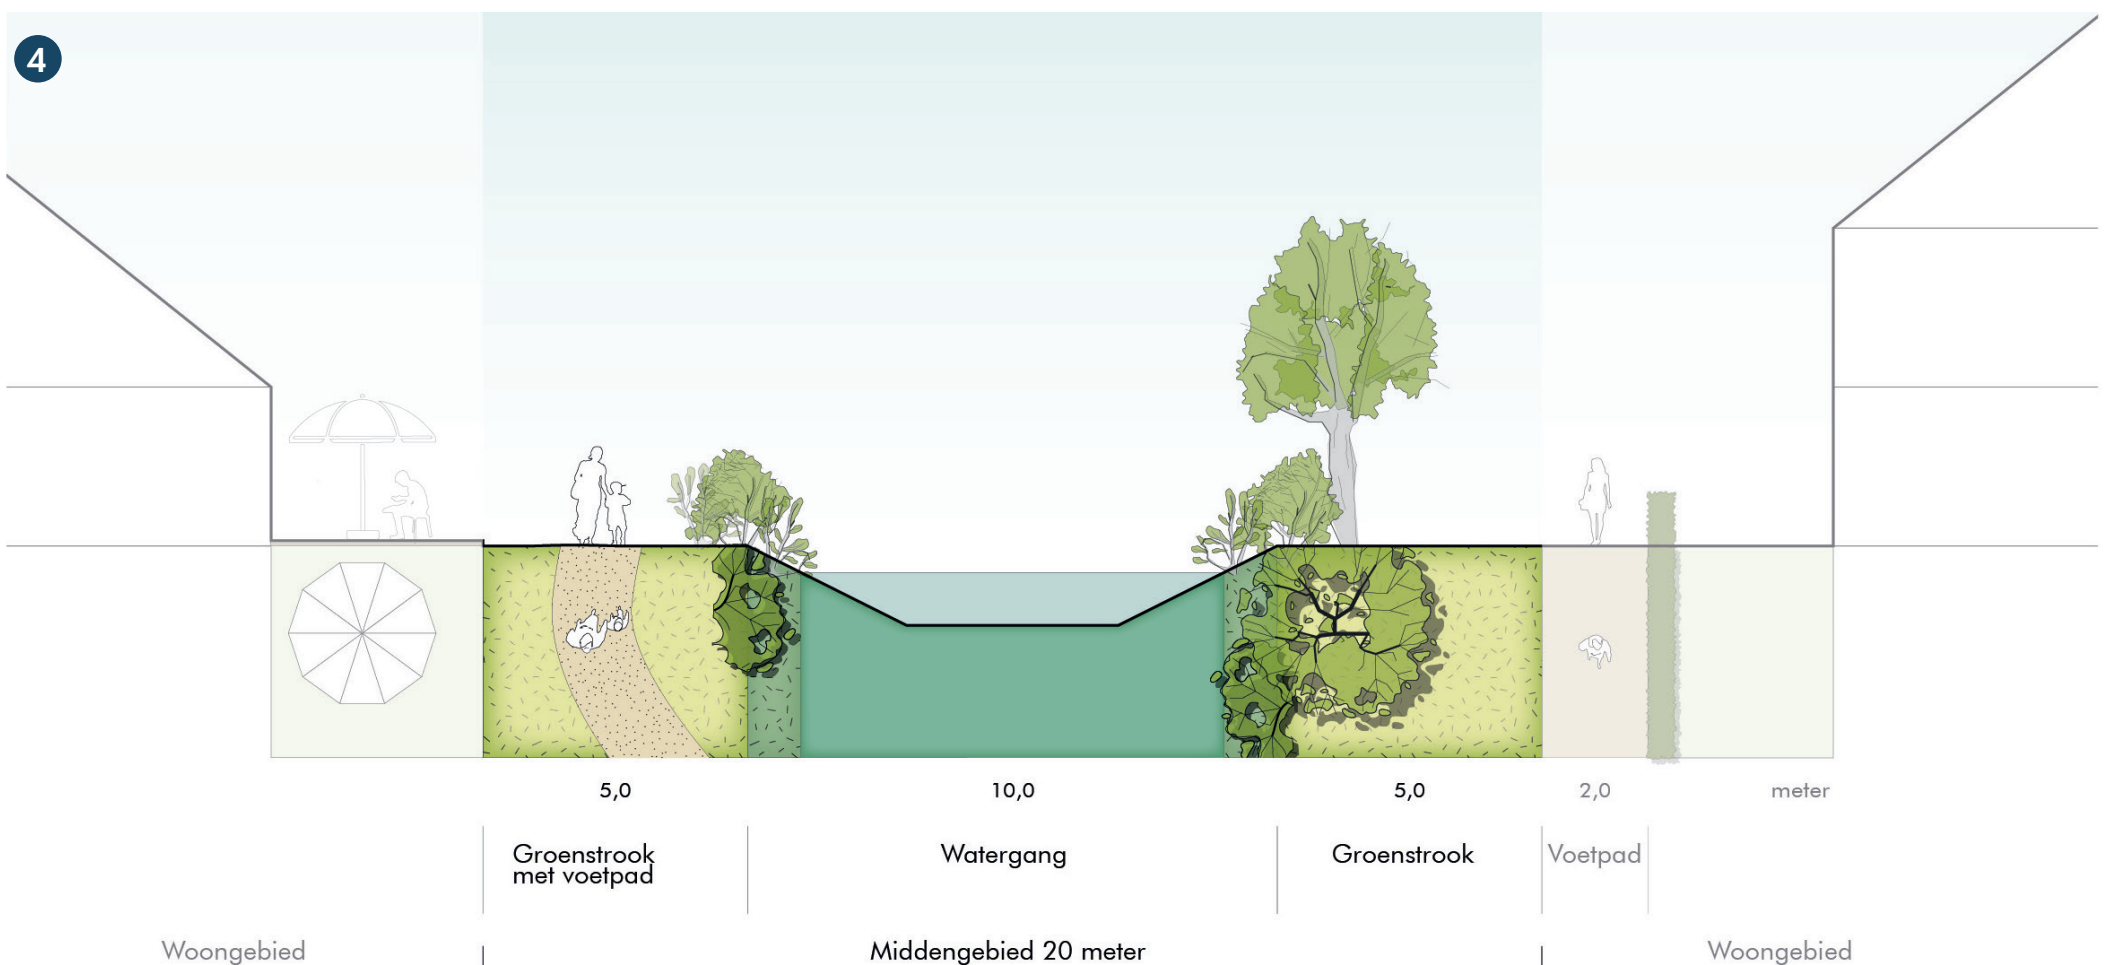 4
5,0 10,0 5,0 2,0 meter
Groenstrook
met voetpad
Watergang
Groenstrook
Voetpad
Woongebied
Middengebied 20 meter
Woongebied